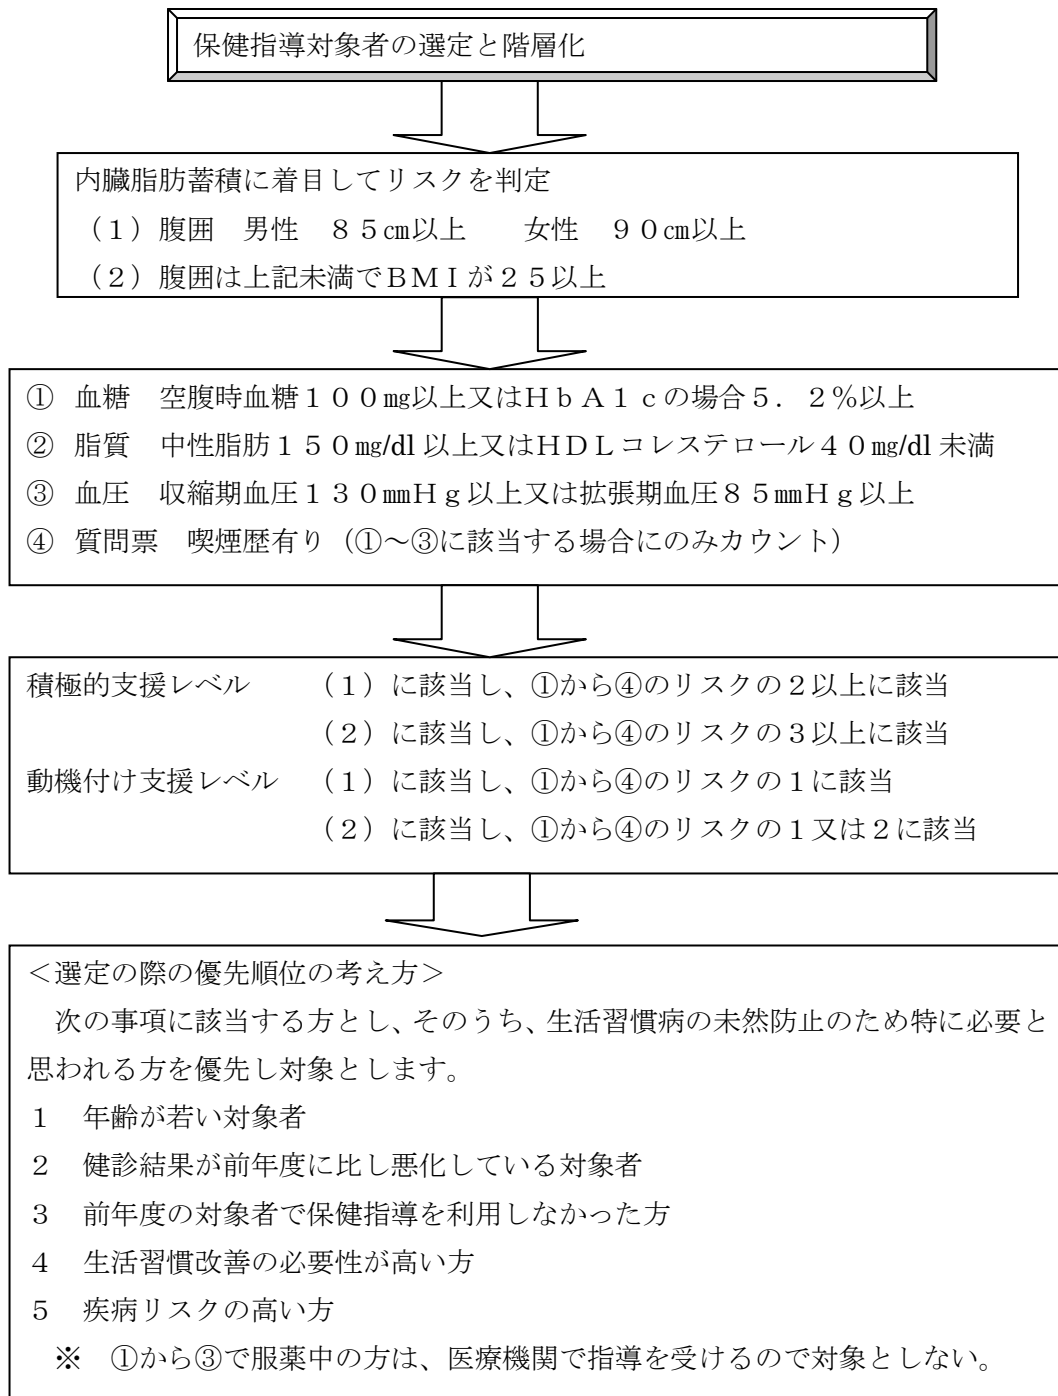 保健指導対象者の選定と階層化
内臓脂肪蓄積に着目してリスクを判定
（１）腹囲　男性　８５㎝以上　　女性　９０㎝以上
（２）腹囲は上記未満でＢＭＩが２５以上
①　血糖　空腹時血糖１００㎎以上又はＨｂＡ１ｃの場合５．２％以上
②　脂質　中性脂肪１５０㎎/dl 以上又はＨＤＬコレステロール４０㎎/dl 未満
③　血圧　収縮期血圧１３０㎜Ｈｇ以上又は拡張期血圧８５㎜Ｈｇ以上
④　質問票　喫煙歴有り（①～③に該当する場合にのみカウント）
積極的支援レベル　　（１）に該当し、①から④のリスクの２以上に該当
（２）に該当し、①から④のリスクの３以上に該当
動機付け支援レベル　（１）に該当し、①から④のリスクの１に該当
（２）に該当し、①から④のリスクの１又は２に該当
＜選定の際の優先順位の考え方＞
次の事項に該当する方とし、そのうち、生活習慣病の未然防止のため特に必要と
思われる方を優先し対象とします。
１　年齢が若い対象者
２　健診結果が前年度に比し悪化している対象者
３　前年度の対象者で保健指導を利用しなかった方
４　生活習慣改善の必要性が高い方
５　疾病リスクの高い方
※　①から③で服薬中の方は、医療機関で指導を受けるので対象としない。